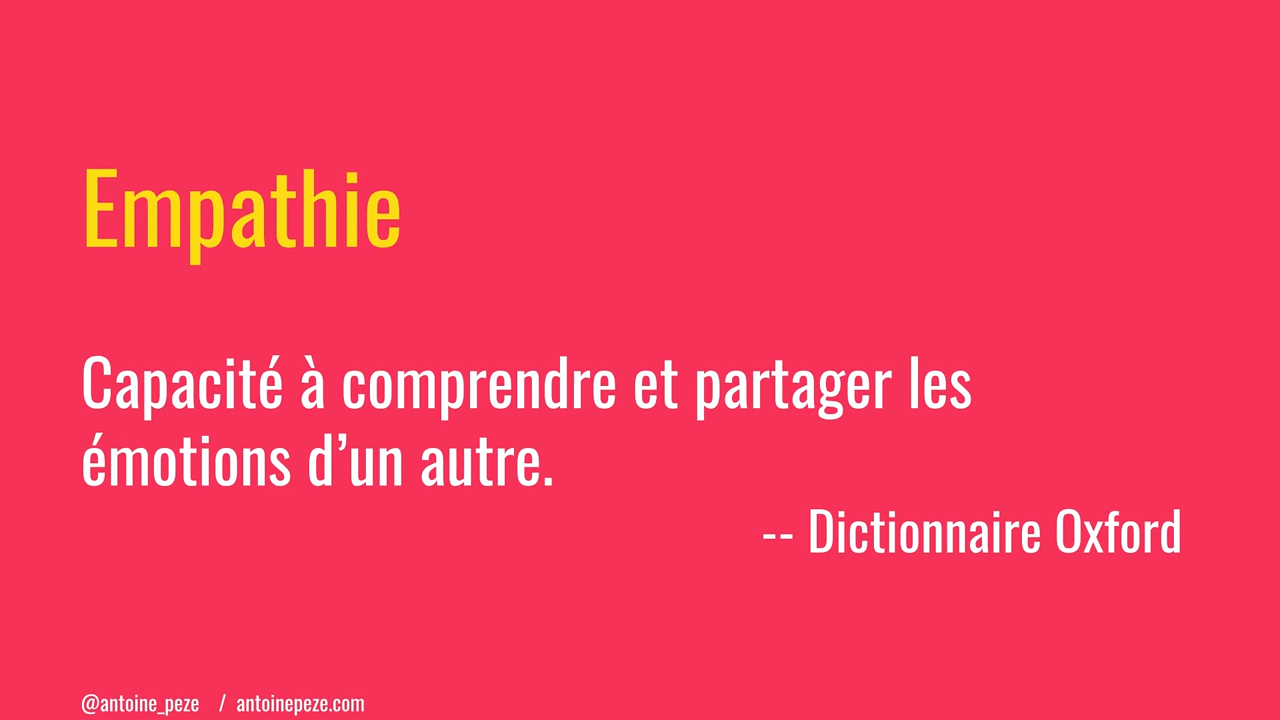 Empathie
Capacité à comprendre et partager les
émotions d’un autre.
-- Dictionnaire Oxford
@antoine_peze / antoinepeze.com